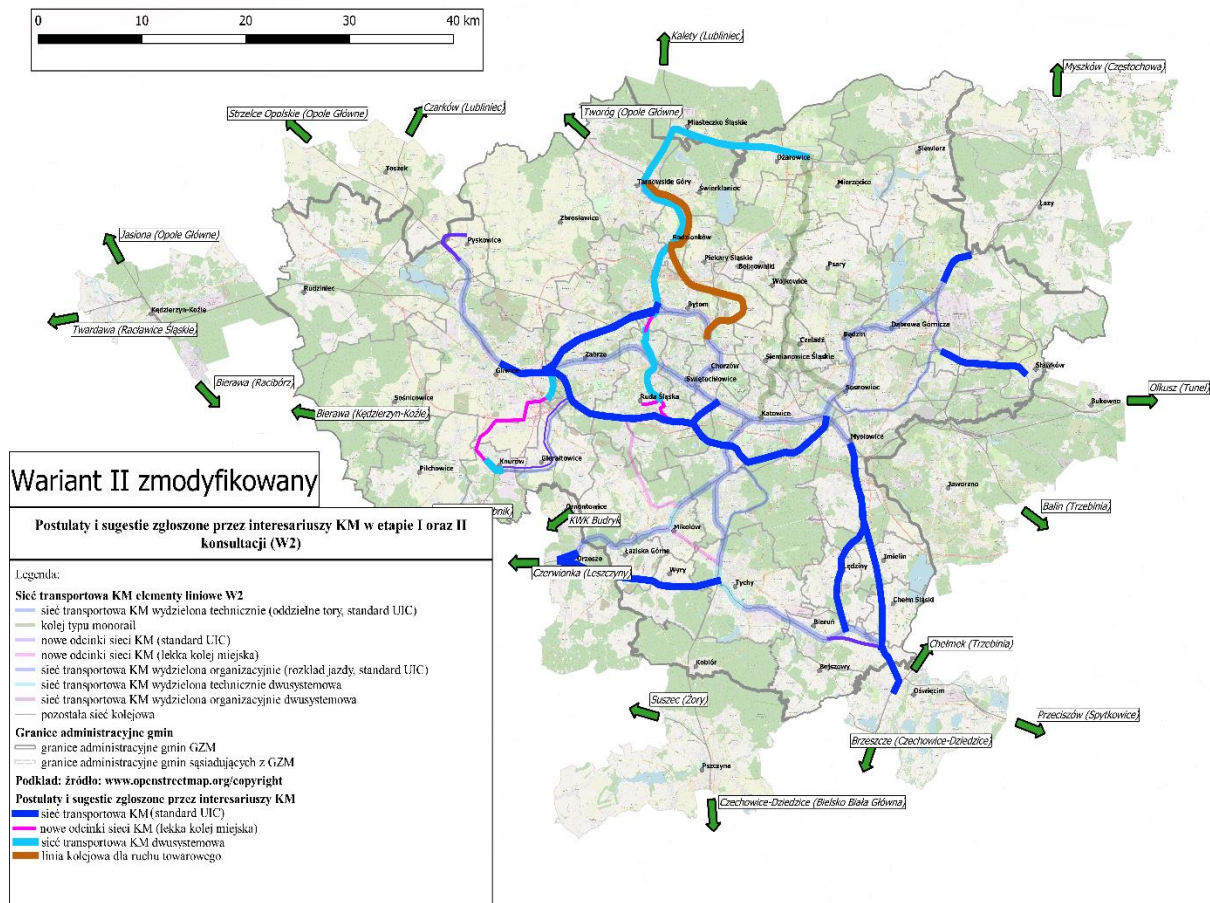 0 10 20 30 40 km
Kalety (Lubliniec)
Myszków (Częstochowa)
Strzelce Opolskie (Opole Główne)
Czarków (Lubliniec)
Tworóg (Opole Główne)
Miasteczko Śląskie
Ożarowice
Siewierz
Toszek
Tarnowskie Góry
Świerklaniec
Mierzęcice
Łazy
Zbrosławice
Jasiona (Opole Główne)
Pyskowice
Radzionków
Piekary Śląskie
Bobrowniki
Psary
Wojkowice
Rudziniec
Kędzierzyn-Koźle
Bytom
Twardawa (Racławice Śląskie)
Będzin
Dąbrowa Górnicza
Czeladź
Zabrze
Siemianowice Śląskie
Gliwice
Chorzów
Świętochłowice
Sławków
Bierawa (Racibórz)
Sośnicowice
Ruda Śląska
Sosnowiec
Olkusz (Tunel)
Bukowno
Bierawa (Kędzierzyn-Koźle)
Katowice
Mysłowice
Knurów
Gierałtowice
Pilchowice
Jaworzno
Wariant II zmodyfikowany
Ornontowice
KWK Budryk
Balin (Trzebinia)
Mikołów
Łaziska Górne
Orzesze
Imielin
Lędziny
Czerwionka (Leszczyny)
Wyry
Tychy
Chełm Śląski
Bieruń
Kobiór
Bojszowy
Chełmek (Trzebinia)
Oświęcim
Suszec (Żory)
Przeciszów (Spytkowice)
Brzeszcze (Czechowice-Dziedzice)
Pszczyna
Czechowice-Dziedzice (Bielsko Biała Główna)
Postulaty i sugestie zgłoszone przez interesariuszy KM w etapie I oraz II
konsultacji (W2)
Legenda:
Sieć transportowa KM elementy liniowe W2
sieć transportowa KM wydzielona technicznie (oddzielne tory, standard UIC)
kolej typu monorail
nowe odcinki sieci KM (standard UIC)
nowe odcinki sieci KM (lekka kolej miejska)
sieć transportowa KM wydzielona organizacyjnie (rozkład jazdy, standard UIC)
sieć transportowa KM wydzielona technicznie dwusystemowa
sieć transportowa KM wydzielona organizacyjnie dwusystemowa
pozostała sieć kolejowa
Granice administracyjne gmin
granice administracyjne gmin GZM
granice administracyjne gmin sąsiadujących z GZM
Podkład: źródło: www.openstreetmap.org/copyright
Postulaty i sugestie zgłoszone przez interesariuszy KM
sieć transportowa KM (standard UIC)
nowe odcinki sieci KM (lekka kolej miejska)
sieć transportowa KM dwusystemowa
linia kolejowa dla ruchu towarowego